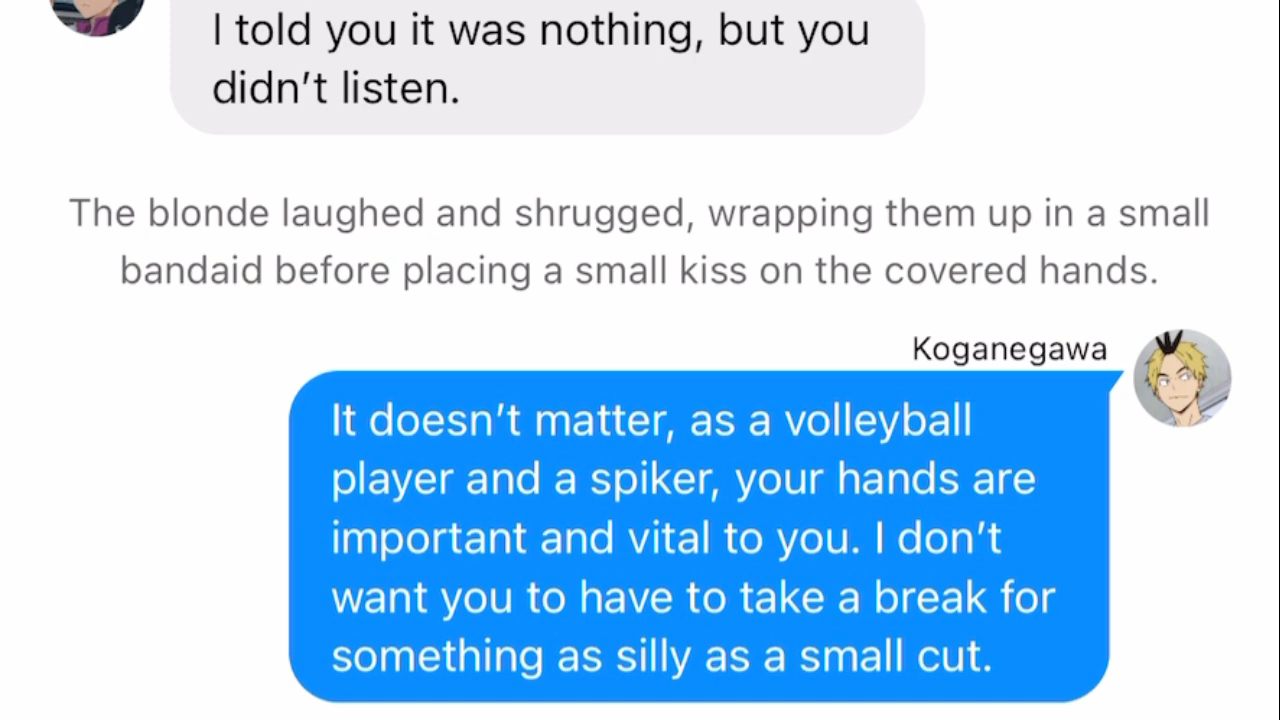 I told you it was nothing, but you
didn’t listen.
The blonde laughed and shrugged, wrapping them up in a small
bandaid before placing a small kiss on the covered hands.
Koganegawa
It doesn’t matter, as a volleyball
player and a spiker, your hands are
important and vital to you. I don’t
want you to have to take a break for
something as silly as a small cut.